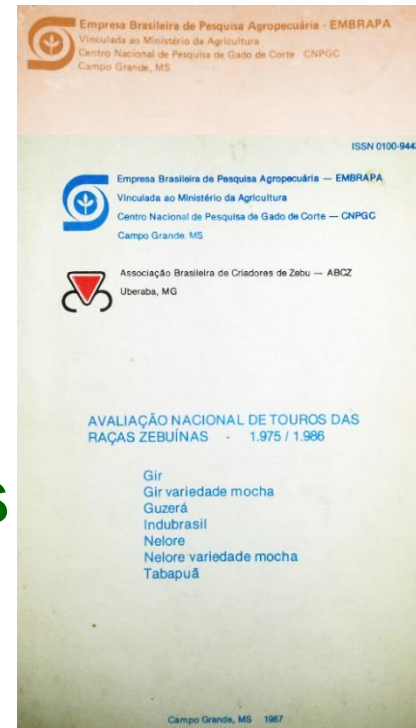 Empresa Brasileira de Pesquisa Agropecuária - EMBRAPA
Vinculada ao Ministério da Agricultura
Centro Nacional de Pesquisa de Gado de Corte CNPGC
Campo Grande, MS
ISSN 0100-944
Empresa Brasileira de Pesquisa Agropecuária — EMBRAPA
Vinculada ao Ministério da Agricultura
Centro Nacional de Pesquisa de Gado de Corte — CNPGC
Campo Grande, MS
Associação Brasileira de Criadores de Zebu — ABCZ
Uberaba, MG
AVALIAÇÃO NACIONAL DE TOUROS DAS
RAÇAS ZEBUÍNAS - 1.975 / 1.986
Gir
Gir variedade mocha
Guzerá
Indubrasil
Nelore
Nelore variedade mocha
Tabapuã
s
Campo Grande, MS 1987